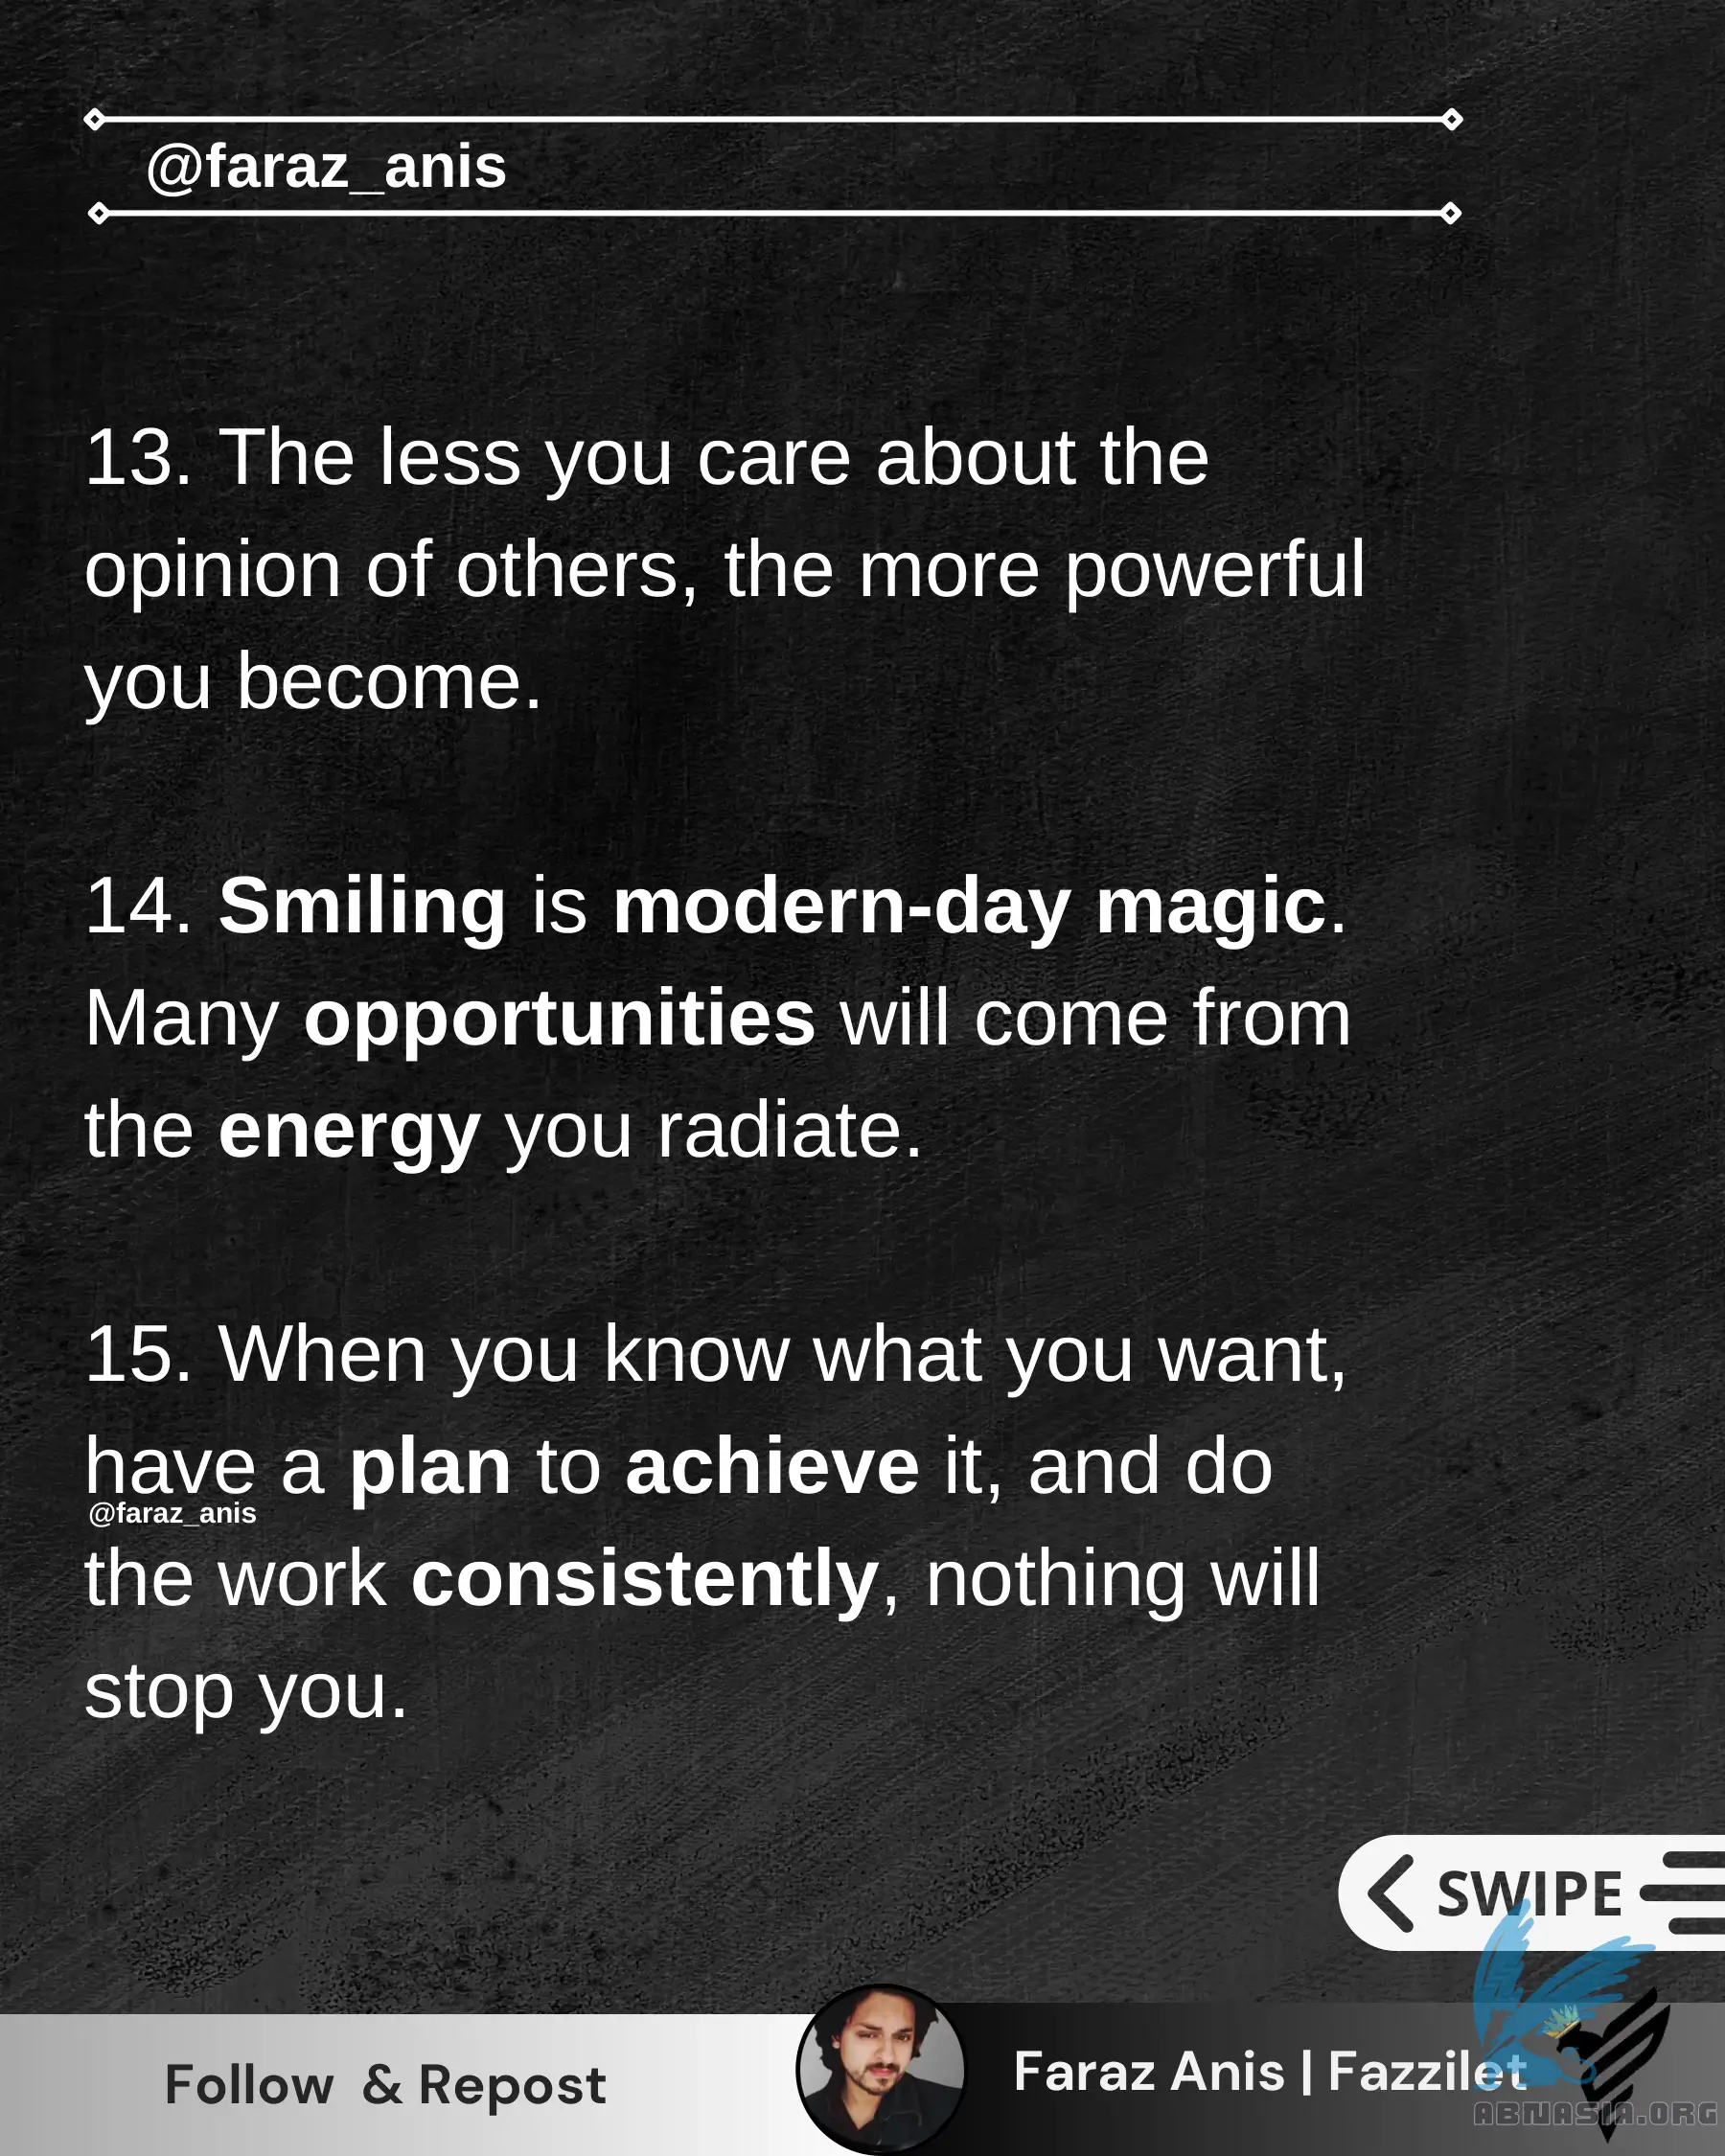 @faraz_anis
13. The less you care about the
opinion of others, the more powerful
you become.
14. Smiling is modern-day magic.
Many opportunities will come from
the energy you radiate.
15. When you know what you want,
have a plan to achieve it, and do
@faraz_anis
the work consistently, nothing will
stop you.
SWIPE
Follow & Repost
Faraz Anis | Fazzilet
ABNASIA.ORG